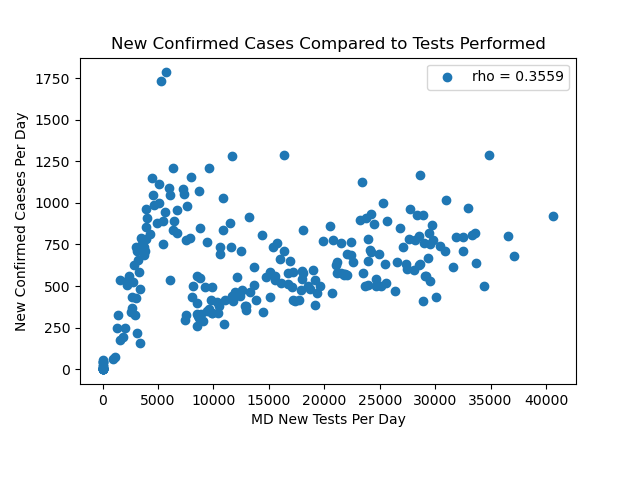 New Confirmed Cases Compared to Tests Performed
rho = 0.3559
1750
1500
1250
1000
750
500
250
0
New Confirmed Caeses Per Day
0 5000 10000 15000 20000 25000 30000 35000 40000
MD New Tests Per Day